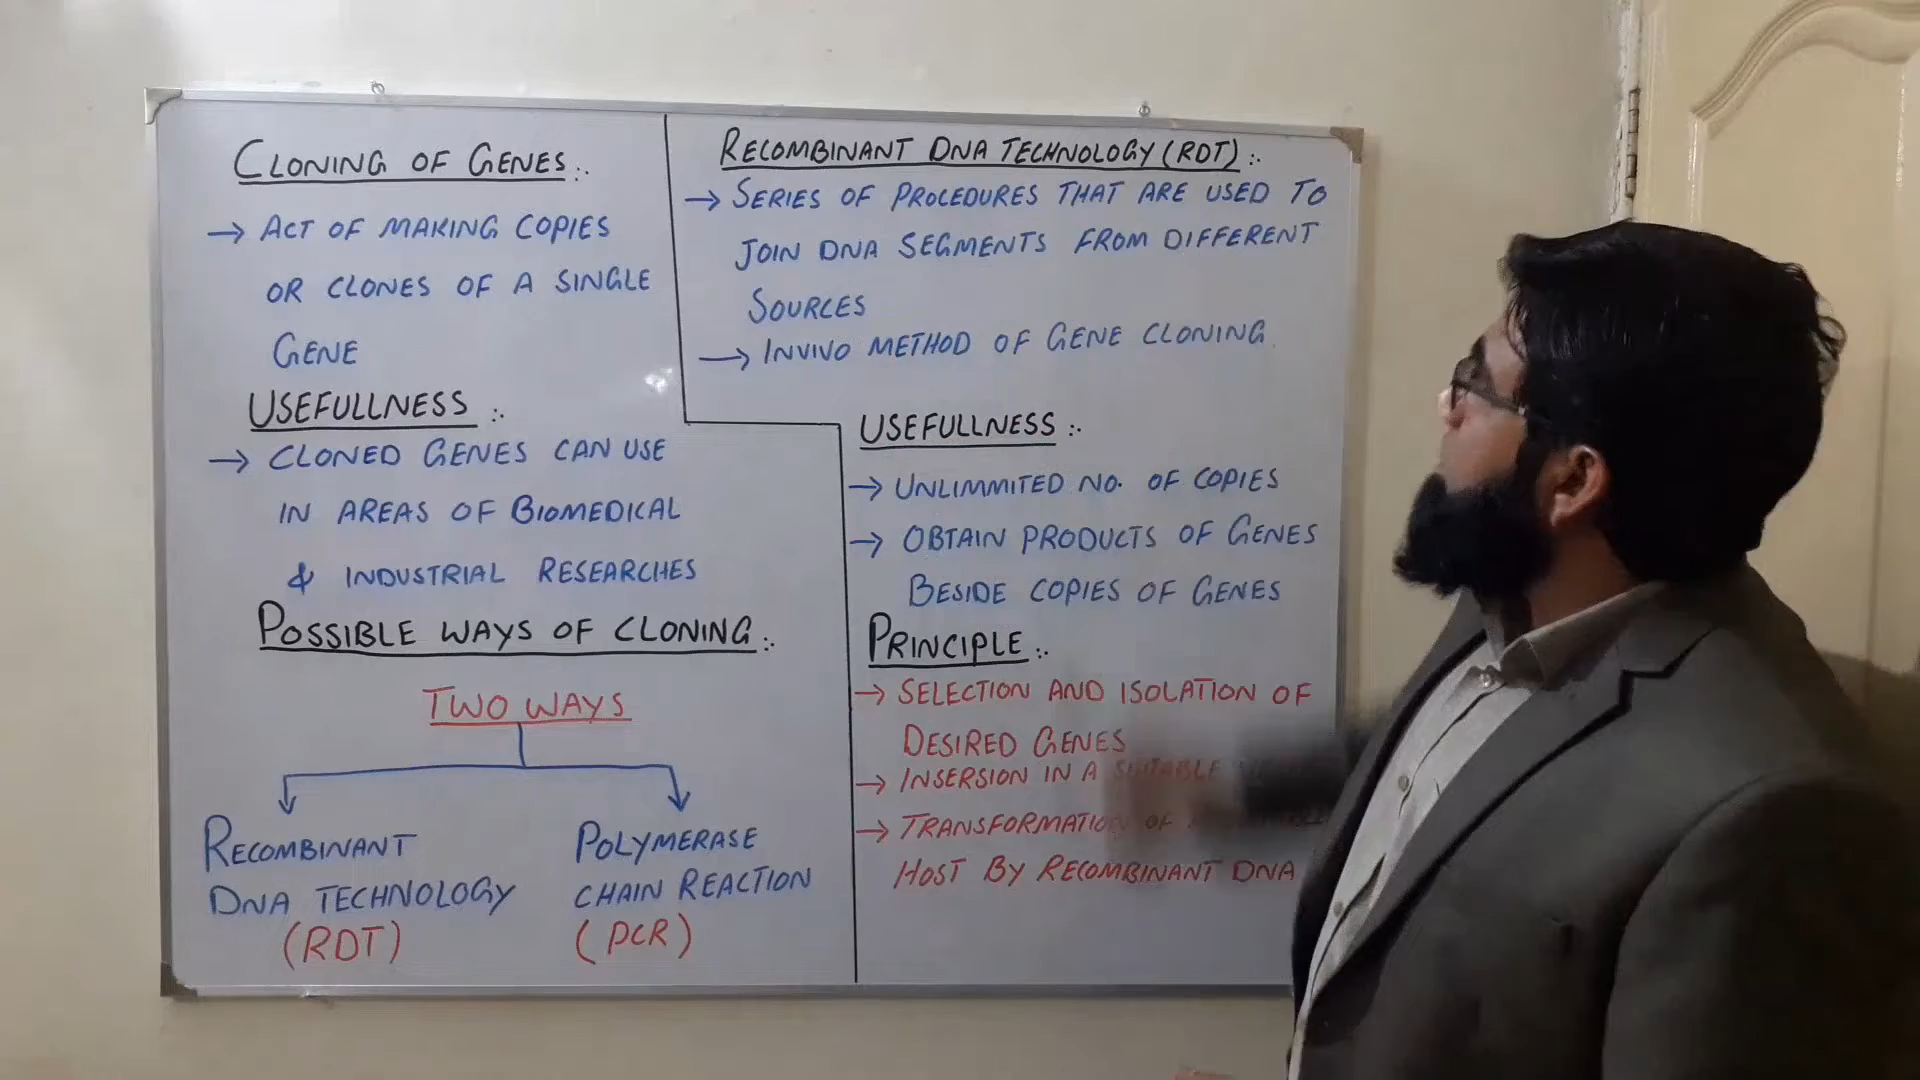 CLONING OF GENES :.
→ ACT OF MAKING COPIES
OR CLONES OF A SINGLE
GENE
USEFULLNESS :.
→ CLONED GENES CAN USE
IN AREAS OF BIOMEDICAL
& INDUSTRIAL RESEARCHES
POSSIBLE WAYS OF CLONING :.
TWO WAYS
RECOMBINANT
DNA TECHNOLOGY
(RDT)
POLYMERASE
CHAIN REACTION
(PCR)
RECOMBINANT DNA TECHNOLOGY (RDT) :.
→ SERIES OF PROCEDURES THAT ARE USED TO
JOIN DNA SEGMENTS FROM DIFFERENT
SOURCES
→ INVIVO METHOD OF GENE CLONING.
USEFULLNESS :.
→ UNLIMMITED NO. OF COPIES
→ OBTAIN PRODUCTS OF GENES
BESIDE COPIES OF GENES
PRINCIPLE :.
→ SELECTION AND ISOLATION OF
DESIRED GENES
→ INSERSION IN A SUITABLE
→ TRANSFORMATION OF
HOST BY RECOMBINANT DNA